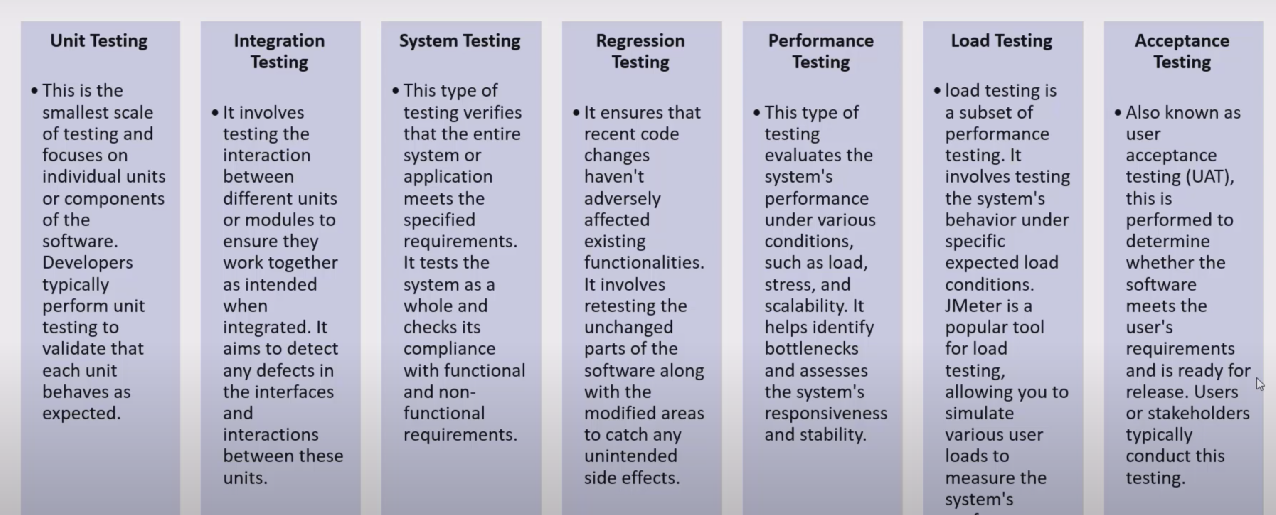 Unit Testing
• This is the
smallest scale
of testing and
focuses on
individual units
or components
of the
software.
Developers
typically
perform unit
testing to
validate that
each unit
behaves as
expected.
Integration
Testing
• It involves
testing the
interaction
between
different units
or modules to
ensure they
work together
as intended
when
integrated. It
aims to detect
any defects in
the interfaces
and
interactions
between these
units.
System Testing
• This type of
testing verifies
that the entire
system or
application
meets the
specified
requirements.
It tests the
system as a
whole and
checks its
compliance
with functional
and non-
functional
requirements.
Regression
Testing
• It ensures that
recent code
changes
haven't
adversely
affected
existing
functionalities.
It involves
retesting the
unchanged
parts of the
software along
with the
modified areas
to catch any
unintended
side effects.
Performance
Testing
• This type of
testing
evaluates the
system's
performance
under various
conditions,
such as load,
stress, and
scalability. It
helps identify
bottlenecks
and assesses
the system's
responsiveness
and stability.
Load Testing
• load testing is
a subset of
performance
testing. It
involves testing
the system's
behavior under
specific
expected load
conditions.
JMeter is a
popular tool
for load
testing,
allowing you to
simulate
various user
loads to
measure the
system's
Acceptance
Testing
• Also known as
user
acceptance
testing (UAT),
this is
performed to
determine
whether the
software
meets the
user's
requirements
and is ready for
release. Users
or stakeholders
typically
conduct this
testing.